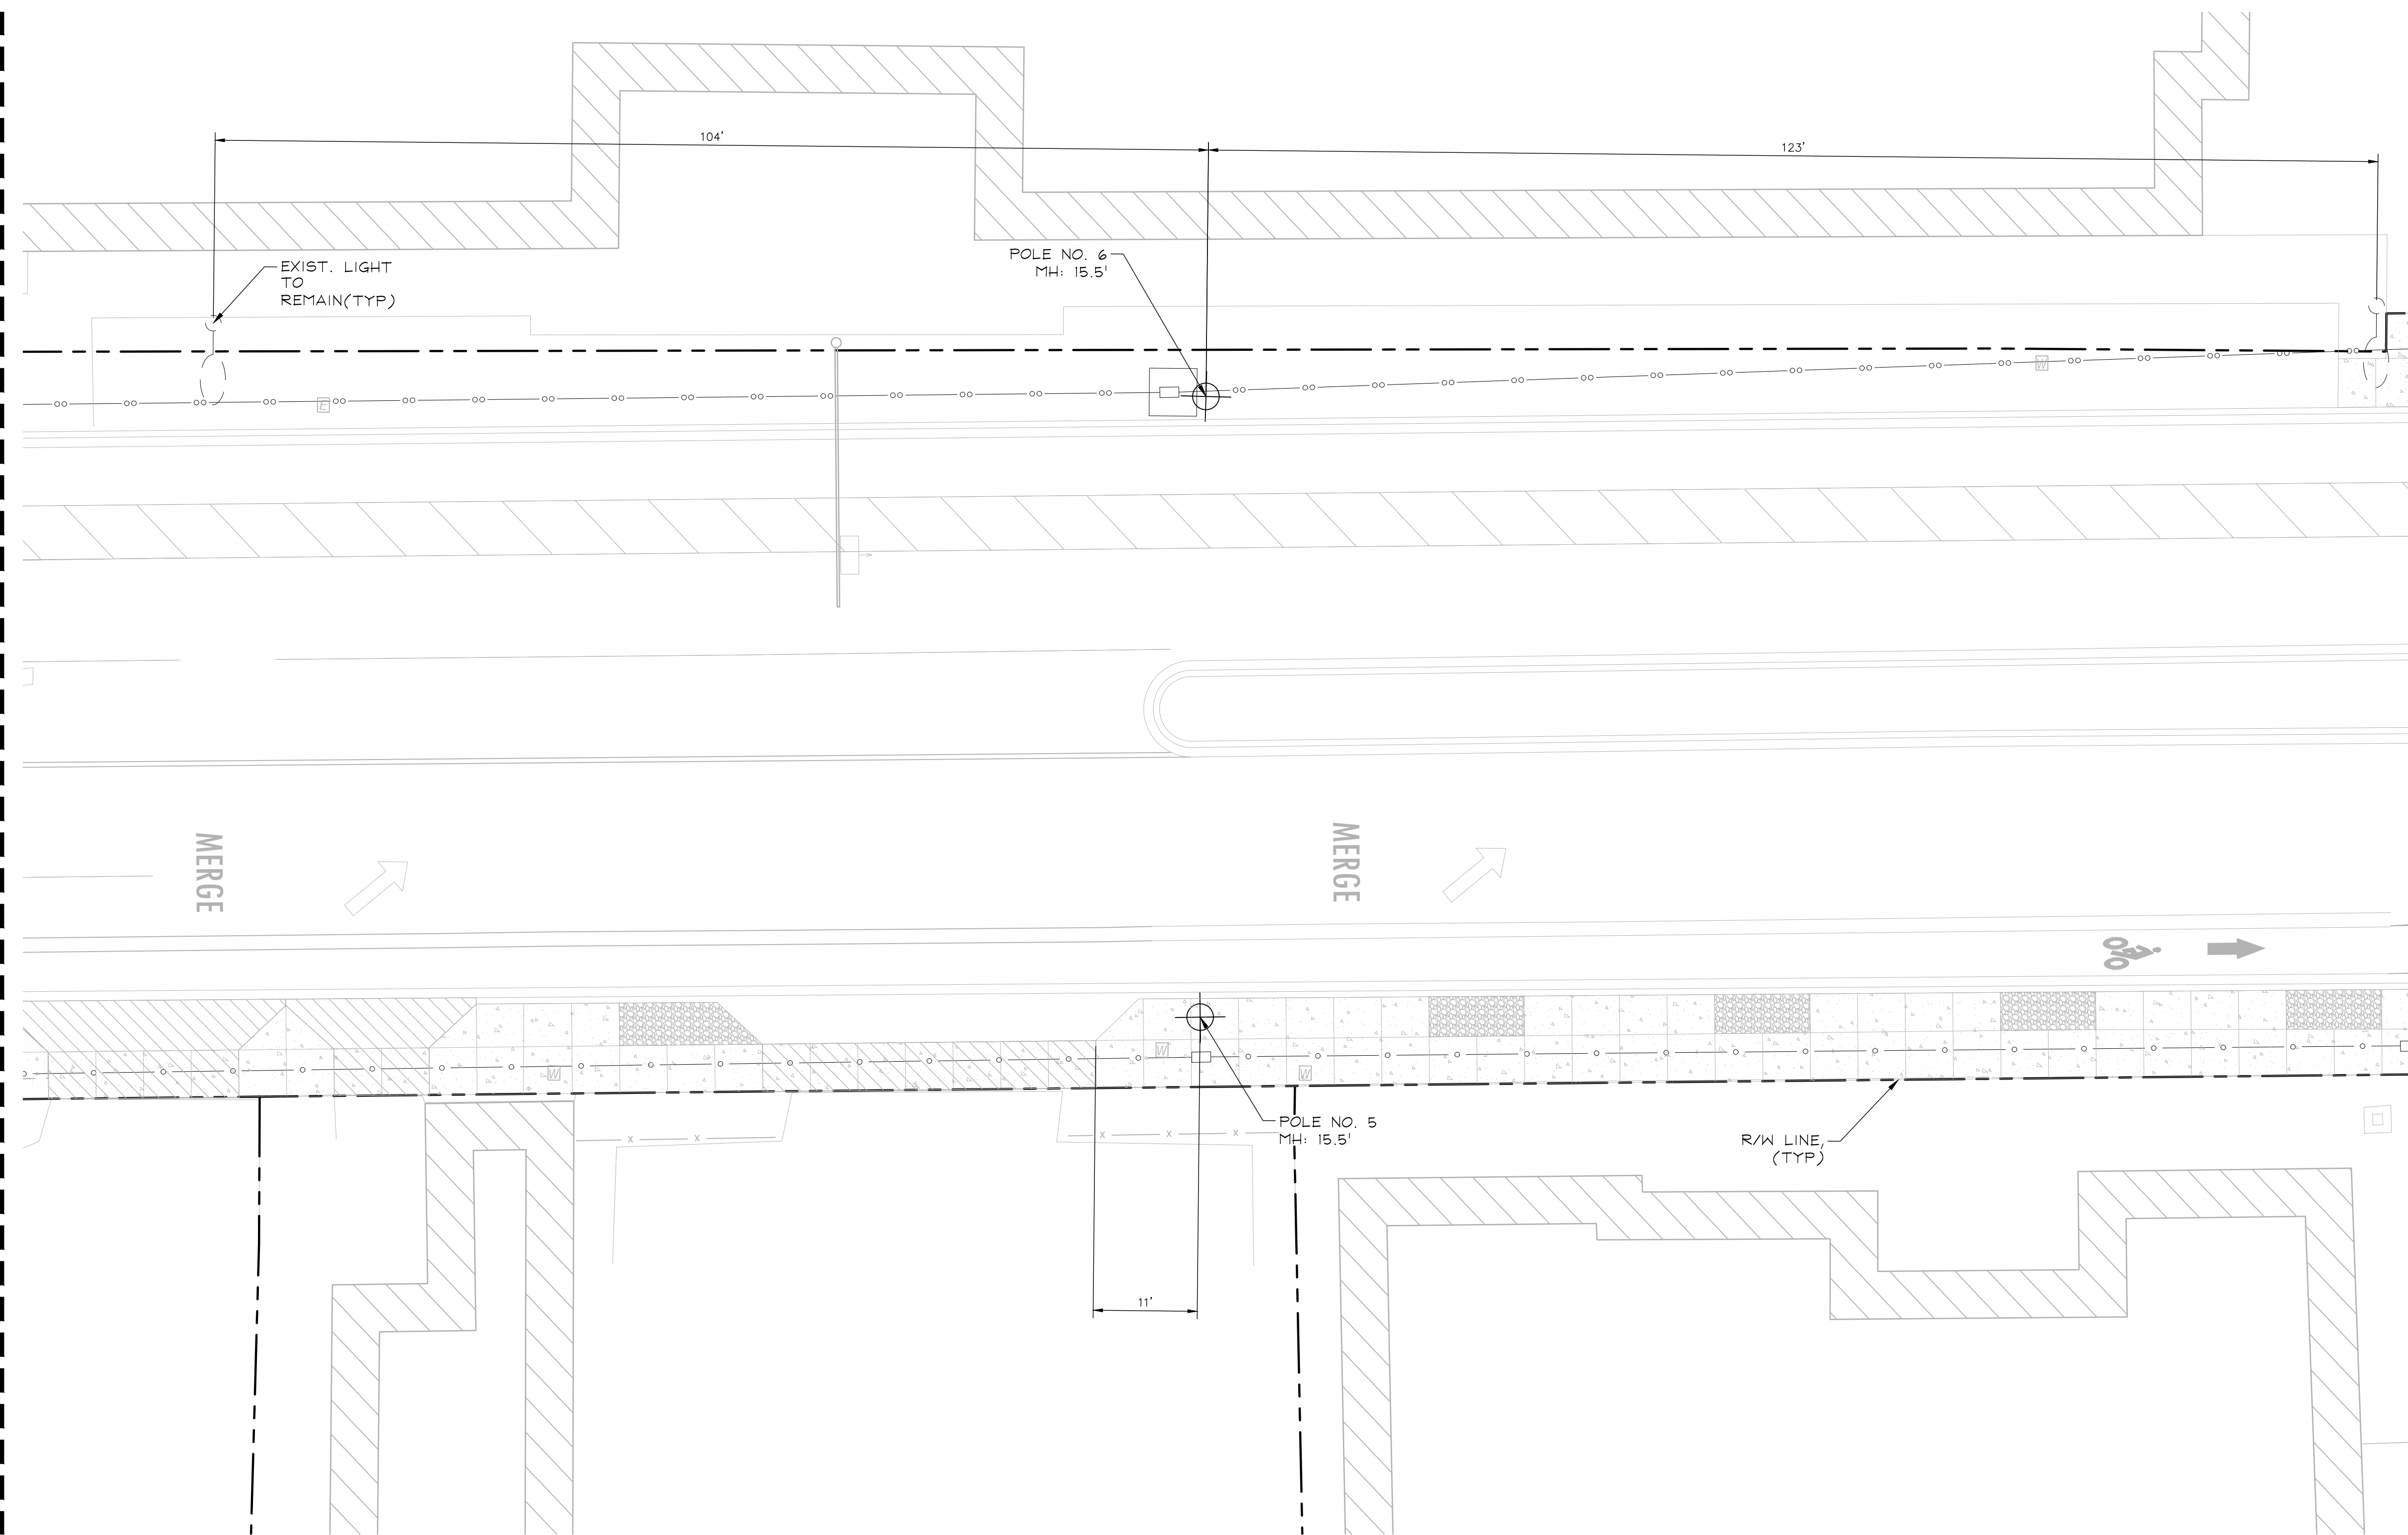 104'
123'
EXIST. LIGHT
TO
REMAIN(TYP)
POLE NO. 6
MH: 15.5'
E
W
MERGE
MERGE
W
W
W
POLE NO. 5
MH: 15.5'
R/W LINE,
(TYP)
11'